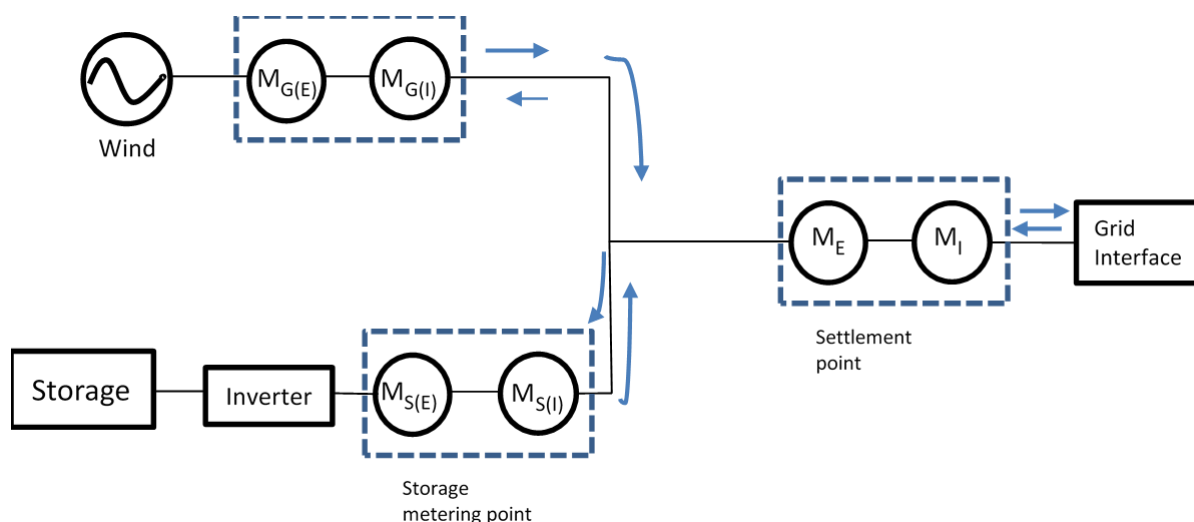 M_G(E)
M_G(I)
Wind
M_E
M_I
Grid
Interface
Settlement
point
Storage
Inverter
M_S(E)
M_S(I)
Storage
metering point